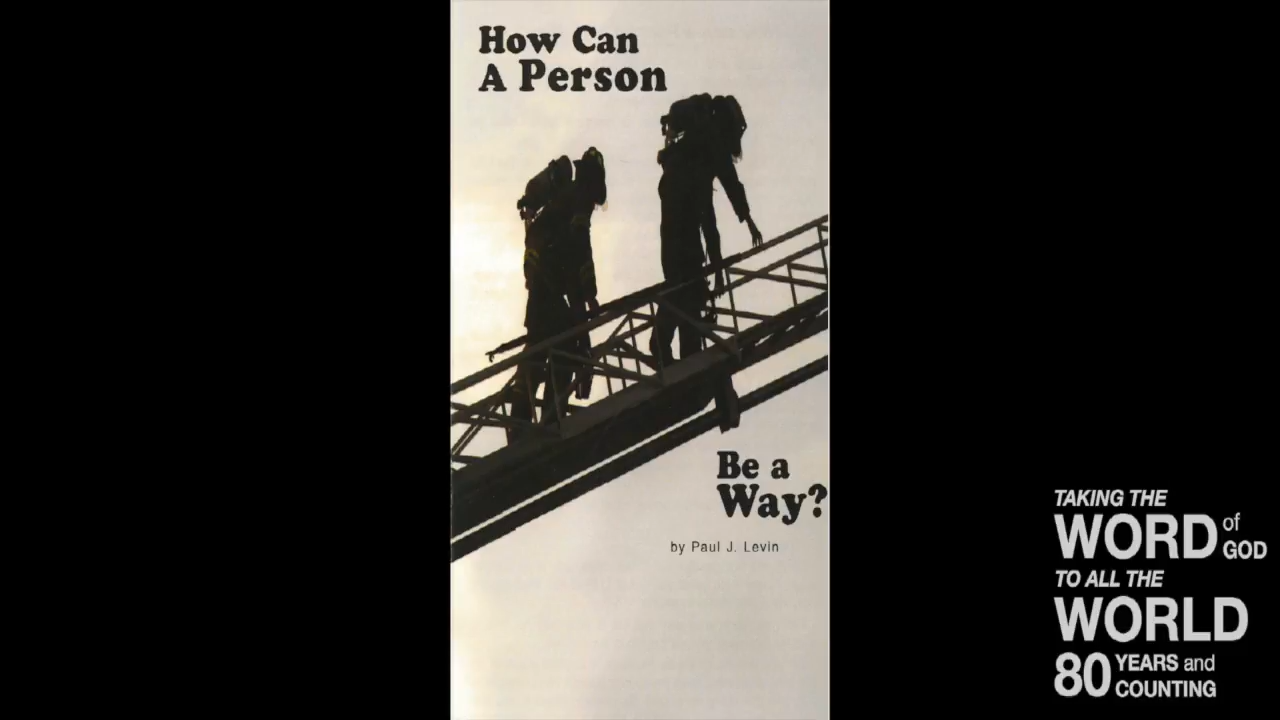 How Can
A Person
Be a
Way?
by Paul J. Levin
TAKING THE
WORD of GOD
TO ALL THE
WORLD
80 YEARS and
COUNTING